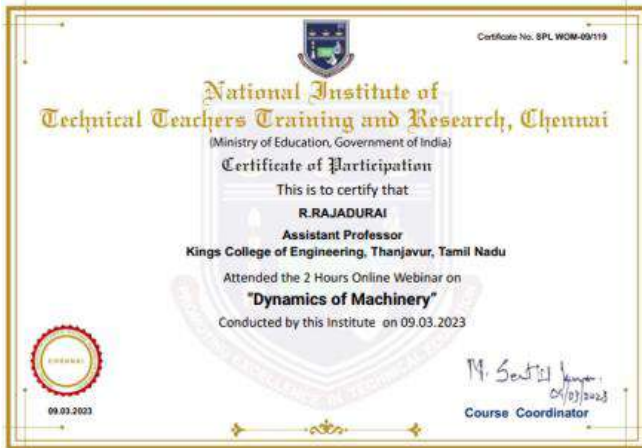 Certificate No. SPL WOM-09/119
National Institute of
Technical Teachers Training and Research, Chennai
(Ministry of Education, Government of India)
Certificate of Participation
This is to certify that
R.RAJADURAI
Assistant Professor
Kings College of Engineering, Thanjavur, Tamil Nadu
Attended the 2 Hours Online Webinar on
"Dynamics of Machinery"
Conducted by this Institute on 09.03.2023
CHENNAI
09.03.2023
M.
09/03/2023
Course Coordinator